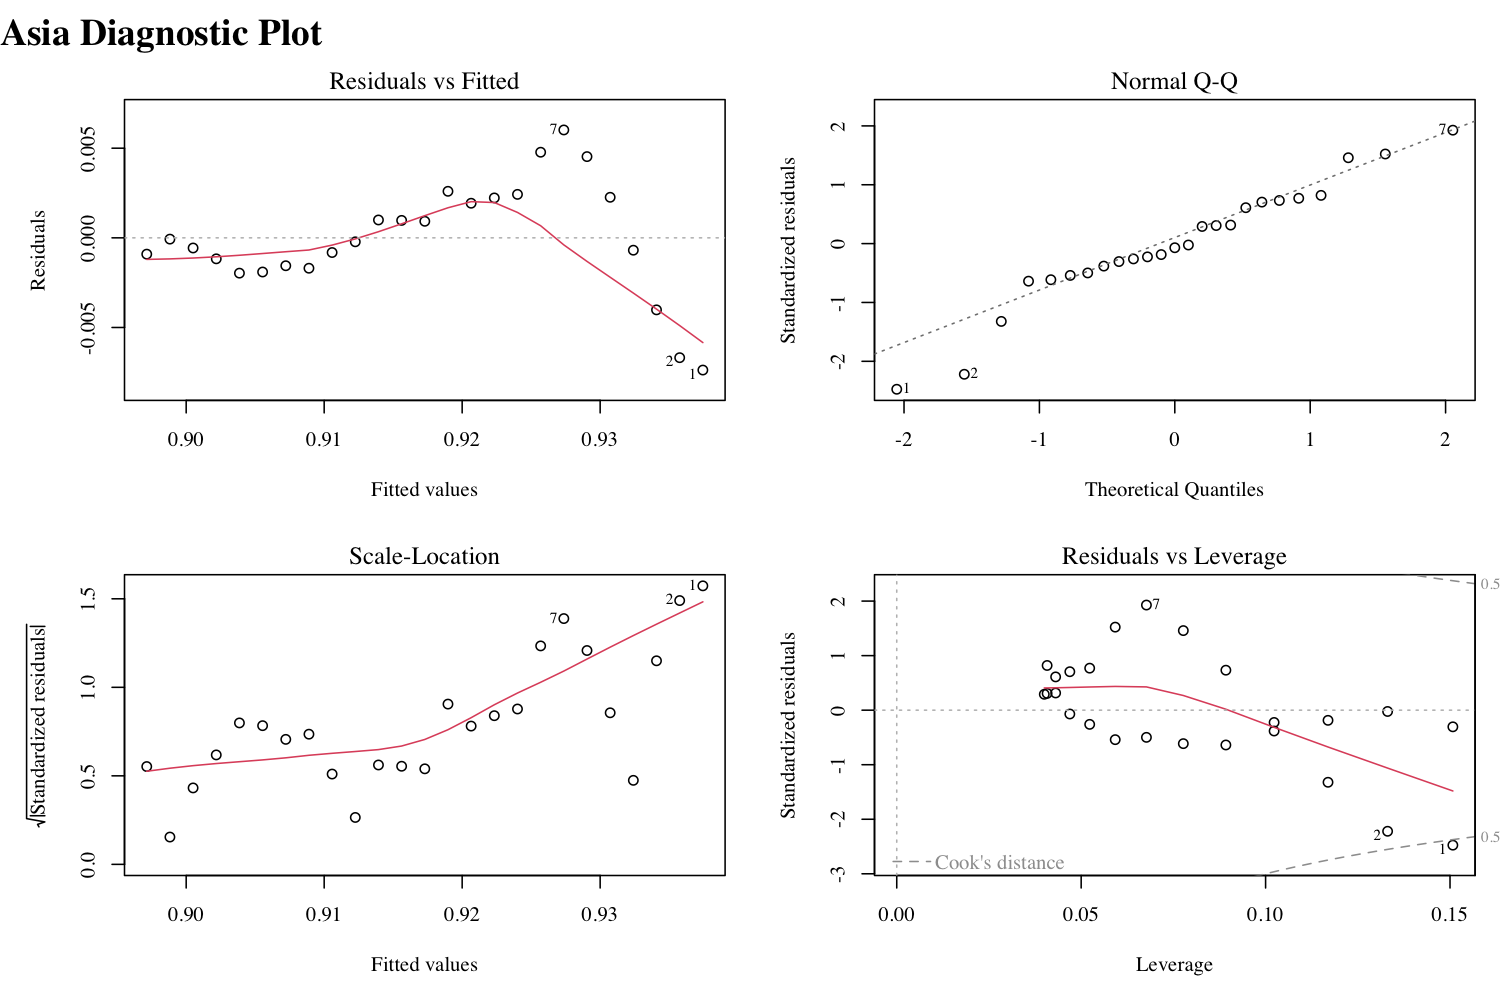 Asia Diagnostic Plot
Residuals vs Fitted
Residuals
0.005
0.000
-0.005
7
2
1
0.90 0.91 0.92 0.93
Fitted values
Normal Q-Q
Standardized residuals
2
1
0
-1
-2
7
2
1
-2 -1 0 1 2
Theoretical Quantiles
Scale-Location
√|Standardized residuals|
1.5
1.0
0.5
0.0
1
2
7
0.90 0.91 0.92 0.93
Fitted values
Residuals vs Leverage
Standardized residuals
2
1
0
-1
-2
-3
0.5
7
2
1
0.5
Cook's distance
0.00 0.05 0.10 0.15
Leverage